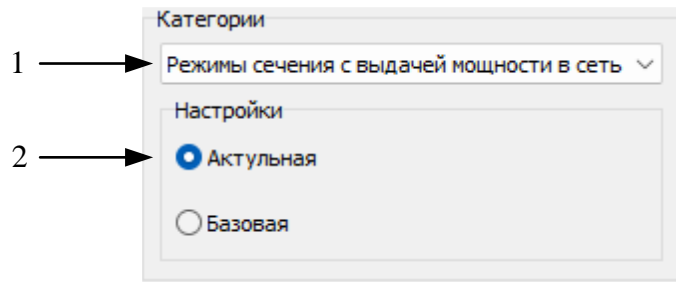 Категории
1
Режимы сечения с выдачей мощности в сеть
Настройки
2
Актульная
Базовая